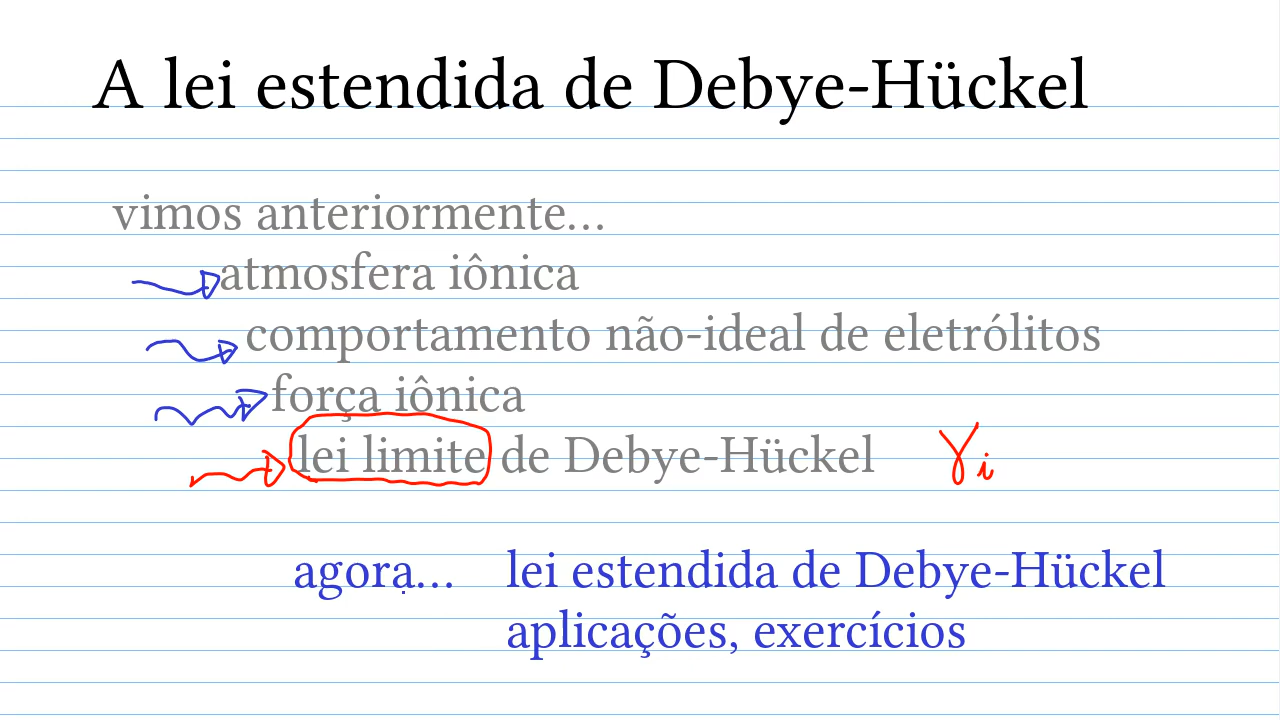 A lei estendida de Debye-Hückel
vimos anteriormente...
atmosfera iônica
comportamento não-ideal de eletrólitos
força iônica
lei limite de Debye-Hückel γi
agora... lei estendida de Debye-Hückel
aplicações, exercícios